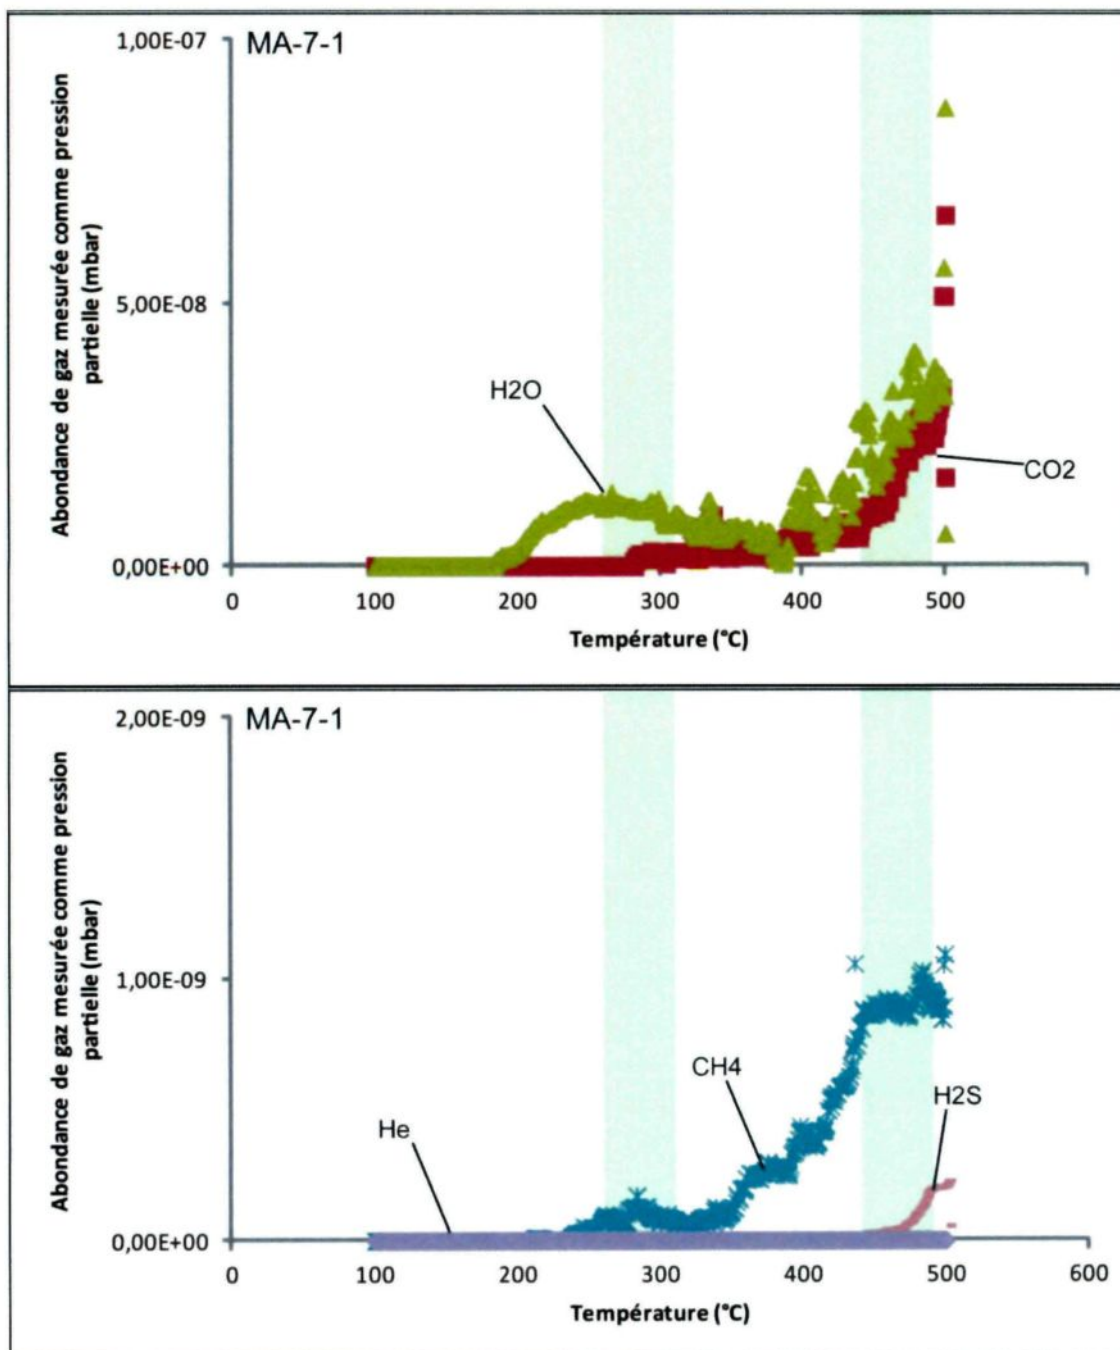 MA-7-1
Abondance de gaz mesurée comme pression
partielle (mbar)
1,00E-07
5,00E-08
0,00E+00
H2O
CO2
0 100 200 300 400 500
Température (°C)
MA-7-1
Abondance de gaz mesurée comme pression
partielle (mbar)
2,00E-09
1,00E-09
0,00E+00
He
CH4
H2S
0 100 200 300 400 500 600
Température (°C)